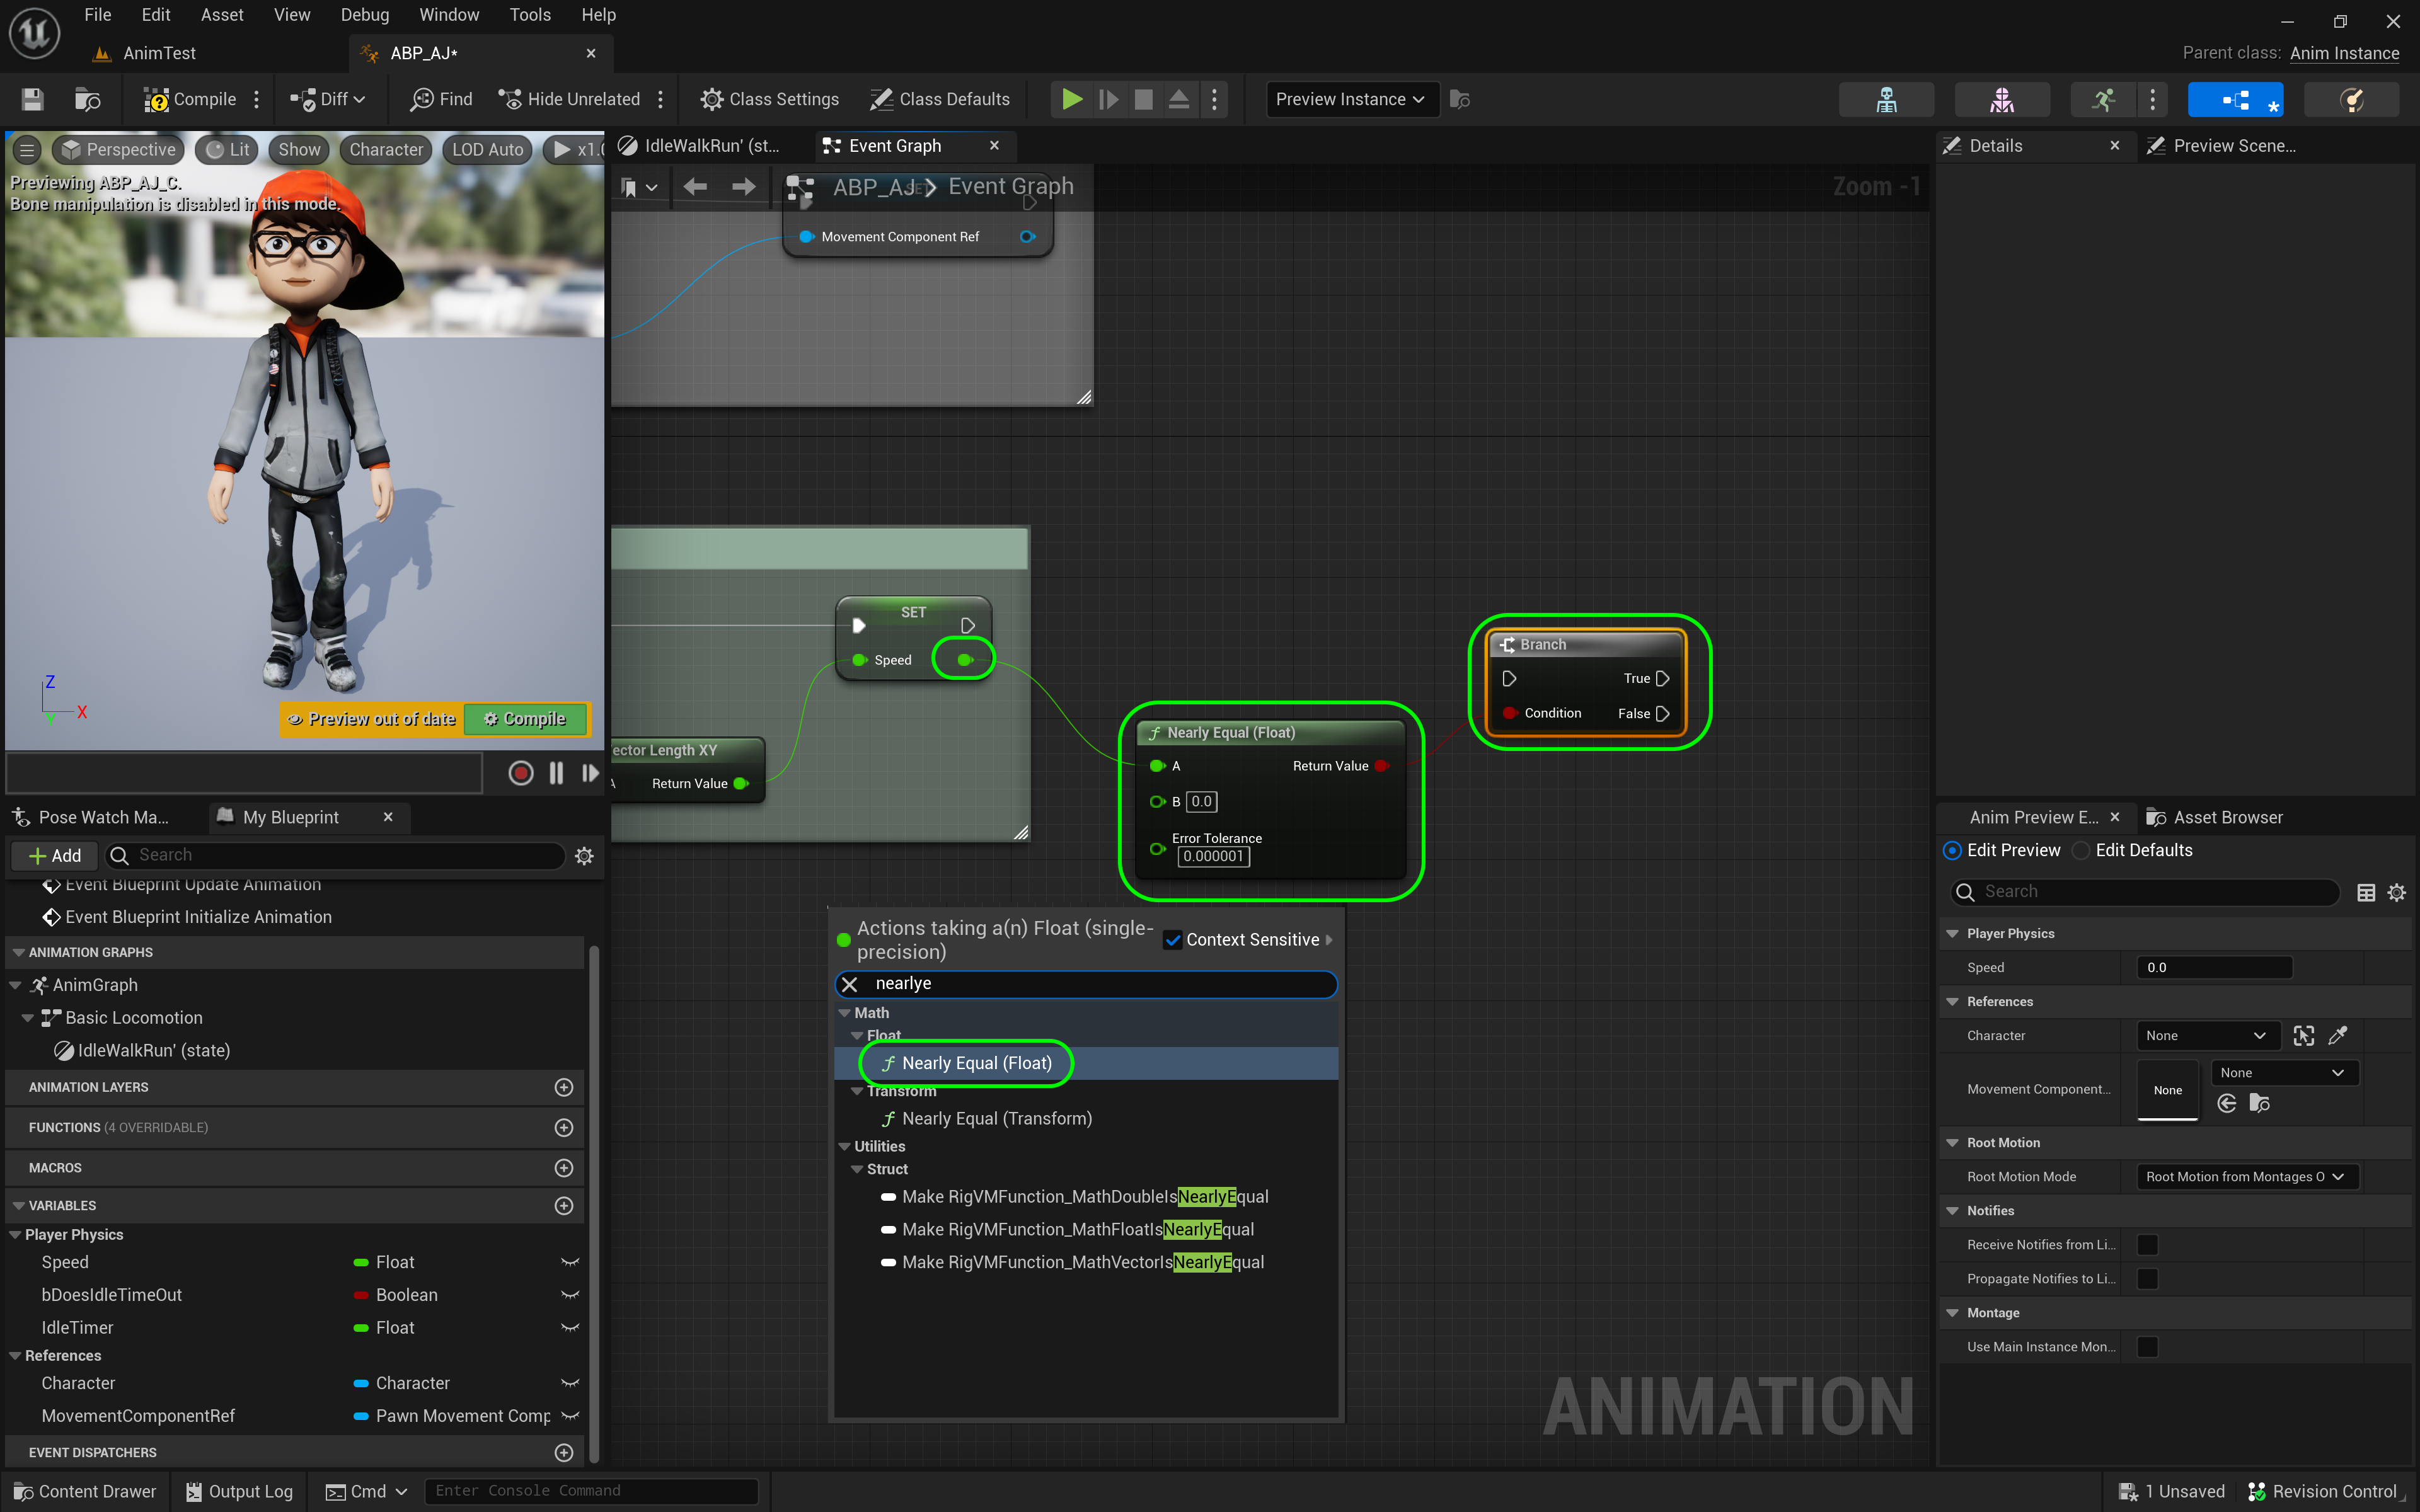 File Edit Asset View Debug Window Tools Help
AnimTest
ABP_AJ*
Parent class: Anim Instance
Compile
Diff
Find
Hide Unrelated
Class Settings
Class Defaults
Preview Instance
Perspective
Lit
Show
Character
LOD Auto
Previewing ABP_AJ_C.
Bone manipulation is disabled in this mode.
Z
X
Y
Preview out of date
Compile
IdleWalkRun' (st...
Event Graph
ABP_AJ
Event Graph
Zoom -1
Movement Component Ref
SET
Speed
Vector Length XY
A
Return Value
Nearly Equal (Float)
A
Return Value
B 0.0
Error Tolerance
0.000001
Branch
True
Condition
False
Actions taking a(n) Float (single-
precision)
Context Sensitive
nearlye
Math
Float
Nearly Equal (Float)
Transform
Nearly Equal (Transform)
Utilities
Struct
Make RigVMFunction_MathDoubleIsNearlyEqual
Make RigVMFunction_MathFloatIsNearlyEqual
Make RigVMFunction_MathVectorIsNearlyEqual
ANIMATION
Pose Watch Ma...
My Blueprint
Add
Search
Event Blueprint Update Animation
Event Blueprint Initialize Animation
ANIMATION GRAPHS
AnimGraph
Basic Locomotion
IdleWalkRun' (state)
ANIMATION LAYERS
FUNCTIONS (4 OVERRIDABLE)
MACROS
VARIABLES
Player Physics
Speed Float
bDoesIdleTimeOut Boolean
IdleTimer Float
References
Character Character
MovementComponentRef Pawn Movement Comp
EVENT DISPATCHERS
Details
Preview Scene...
Anim Preview E...
Asset Browser
Edit Preview
Edit Defaults
Search
Player Physics
Speed 0.0
References
Character None
Movement Component... None None
Root Motion
Root Motion Mode Root Motion from Montages O
Notifies
Receive Notifies from Li...
Propagate Notifies to Li...
Montage
Use Main Instance Mon...
Content Drawer
Output Log
Cmd
Enter Console Command
1 Unsaved
Revision Control